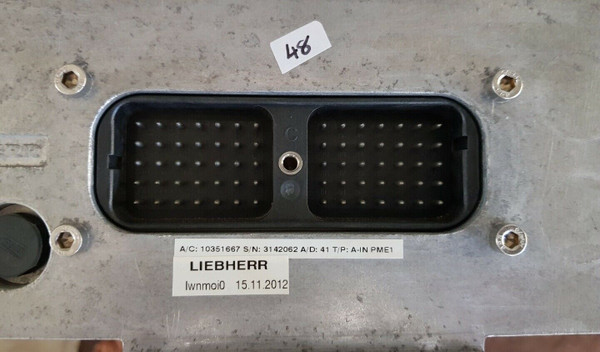 48
C
A/C: 10351667 S/N: 3142062 A/D: 41 T/P: A-IN PME1
LIEBHERR
lwnmoi0 15.11.2012